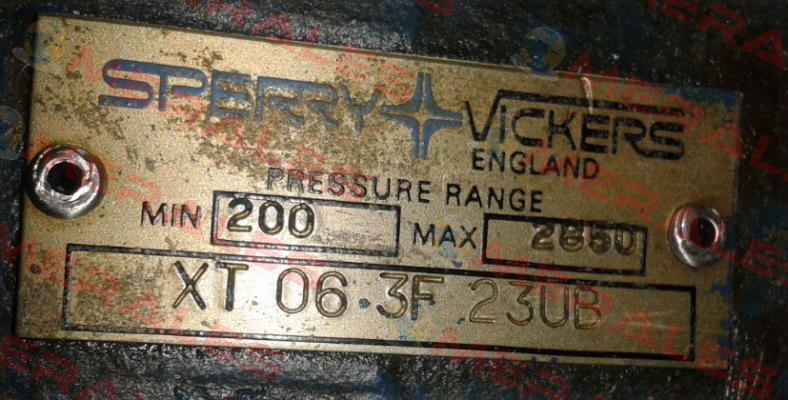 SPERRY VICKERS
ENGLAND
PRESSURE RANGE
MIN 200 MAX 2850
XT 06 3F 23UB